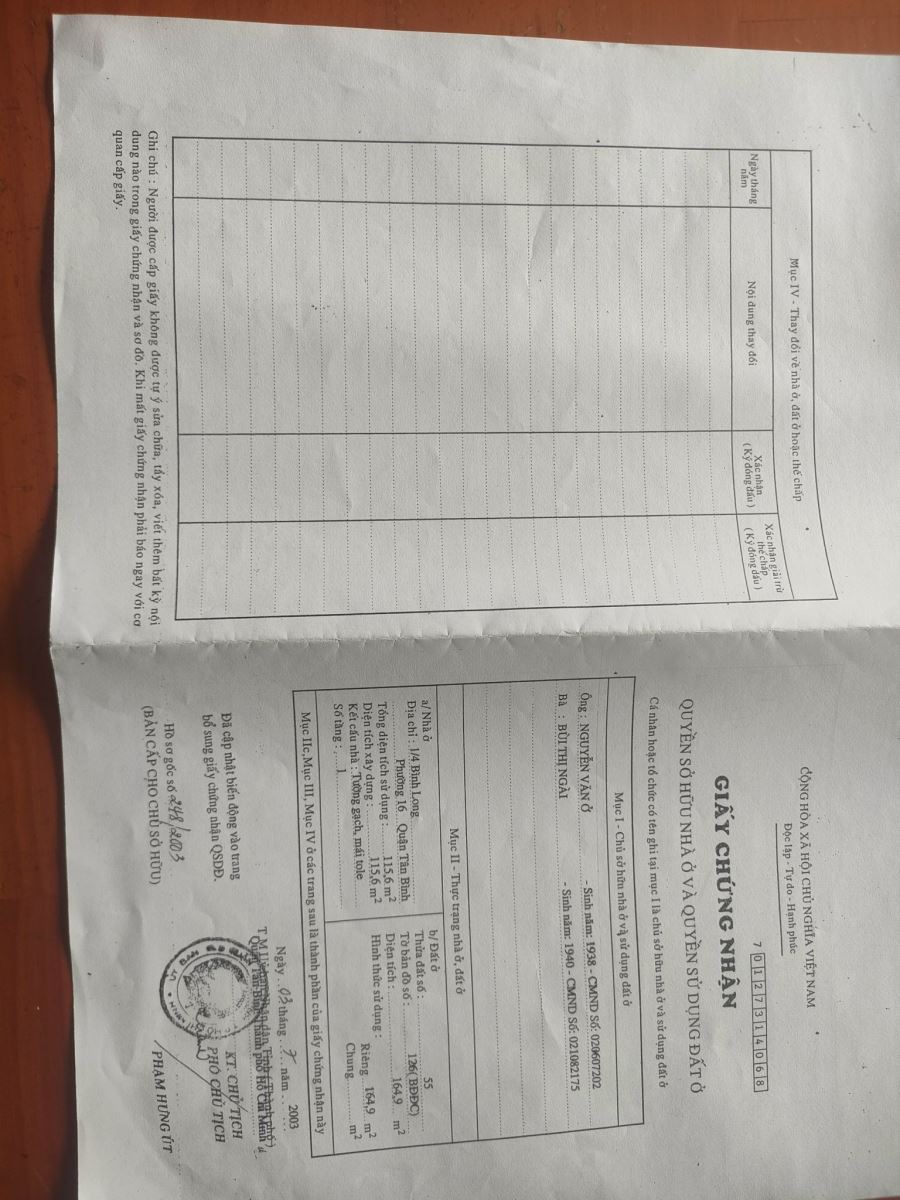 CỘNG HÒA XÃ HỘI CHỦ NGHĨA VIỆT NAM
Độc lập - Tự do - Hạnh phúc
7 0 1 2 7 3 1 4 0 6 8
GIẤY CHỨNG NHẬN
QUYỀN SỞ HỮU NHÀ Ở VÀ QUYỀN SỬ DỤNG ĐẤT Ở
Cá nhân hoặc tổ chức có tên ghi tại mục I là chủ sở hữu nhà ở và sử dụng đất ở
Mục I - Chủ sở hữu nhà ở và sử dụng đất ở
Ông : NGUYỄN VĂN Ở - Sinh năm: 1938 - CMND Số: 020607202
Bà : BÙI THỊ NGÀI - Sinh năm: 1940 - CMND Số: 021082175
Mục II - Thực trạng nhà ở, đất ở
a/ Nhà ở
Địa chỉ : 1/4 Bình Long
Phường 16 Quận Tân Bình
Tổng diện tích sử dụng : 115,6 m²
Diện tích xây dựng : 115,6 m²
Kết cấu nhà : Tường gạch, mái tole.
Số tầng : 1
b/ Đất ở
Thửa đất số : 55
Tờ bản đồ số : 126(BĐĐC)
Diện tích : 164,9 m²
Hình thức sử dụng :
Riêng 164,9 m²
Chung m²
Mục IIc,Mục III, Mục IV ở các trang sau là thành phần của giấy chứng nhận này
Ngày 03 tháng 7 năm 2003
T.M Ủy ban nhân dân Tỉnh ( Thành phố )
Quận Tân Bình Thành phố Hồ Chí Minh
KT. CHỦ TỊCH
PHÓ CHỦ TỊCH
PHẠM HÙNG ÚT
Đã cập nhật biến động vào trang
bổ sung giấy chứng nhận QSDĐ.
Hồ sơ gốc số 248/2003
(BẢN CẤP CHO CHỦ SỞ HỮU)
Mục IV - Thay đổi về nhà ở, đất ở hoặc thế chấp
Ngày tháng
năm
Nội dung thay đổi
Xác nhận
( Ký đóng dấu )
Xác nhận giải trừ
thế chấp
( Ký đóng dấu )
Ghi chú : Người được cấp giấy không được tự ý sửa chữa, tẩy xóa, viết thêm bất kỳ nội
dung nào trong giấy chứng nhận và sơ đồ. Khi mất giấy chứng nhận phải báo ngay với cơ
quan cấp giấy.